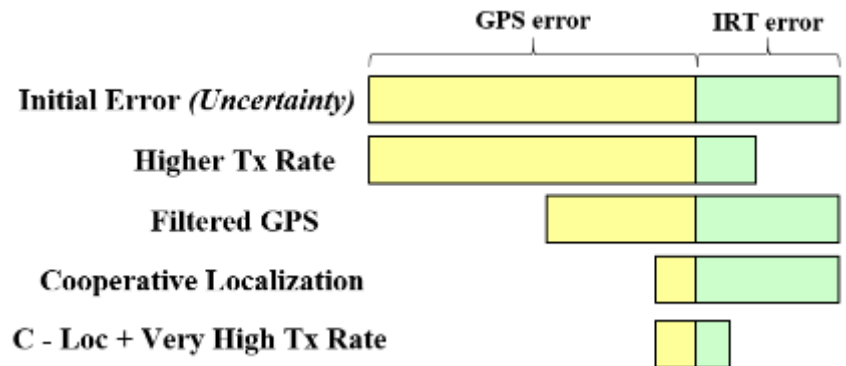 GPS error IRT error
Initial Error (Uncertainty)
Higher Tx Rate
Filtered GPS
Cooperative Localization
C - Loc + Very High Tx Rate